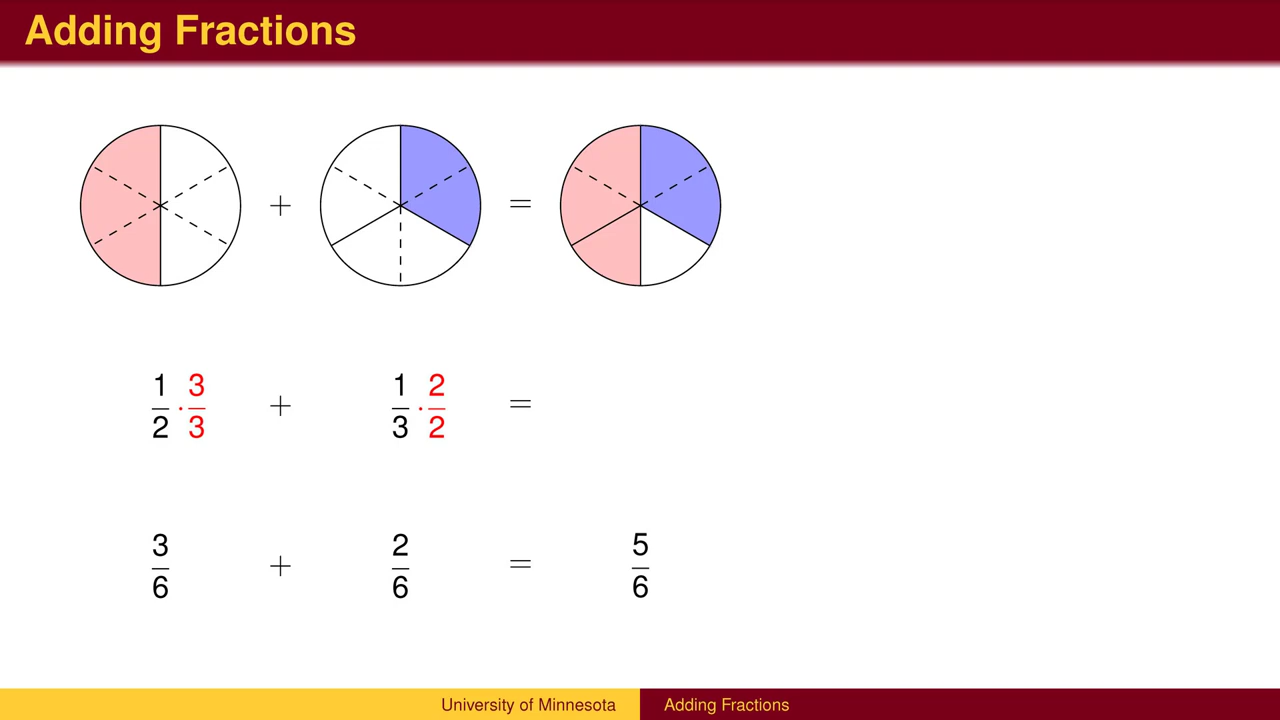 Adding Fractions
+ =
1/2 · 3/3 + 1/3 · 2/2 =
3/6 + 2/6 = 5/6
University of Minnesota Adding Fractions